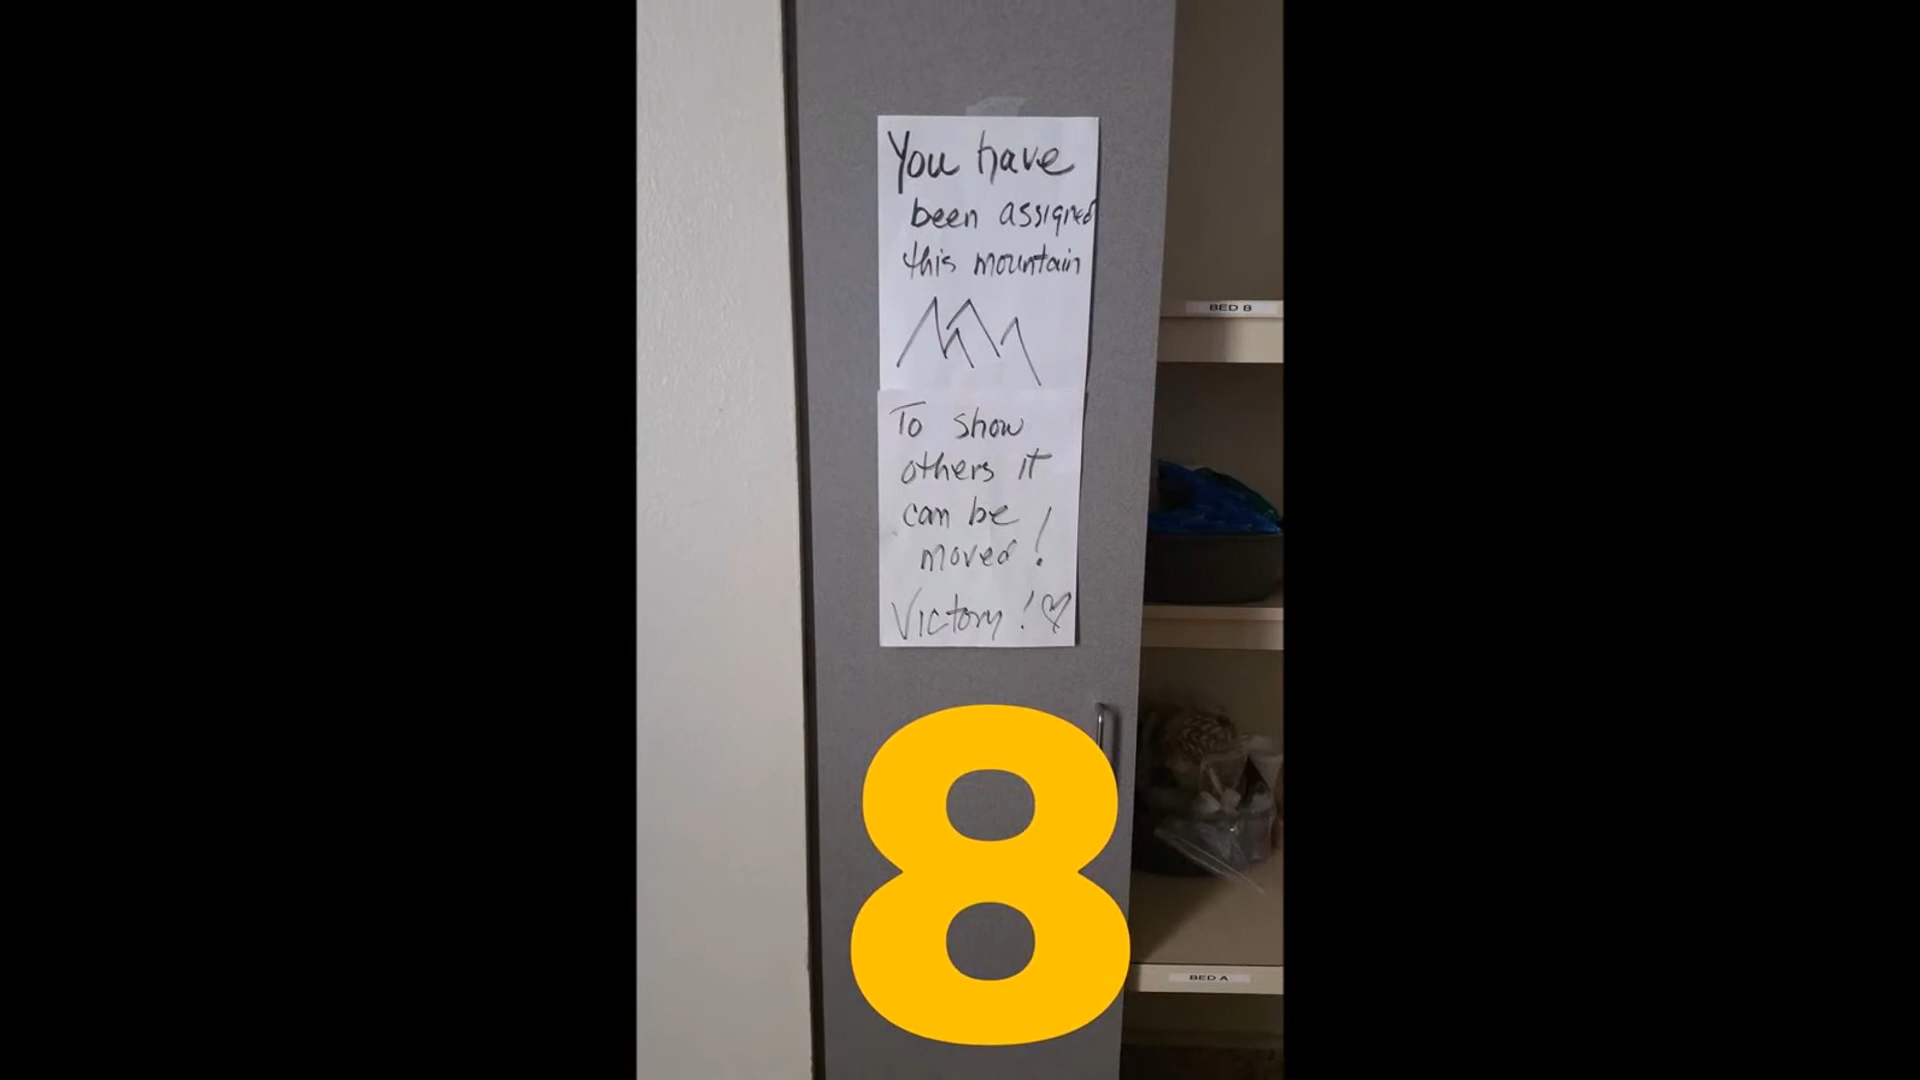 You have
been assigned
this mountain
To show
others it
can be
moved!
Victory!
BED B
BED A
8